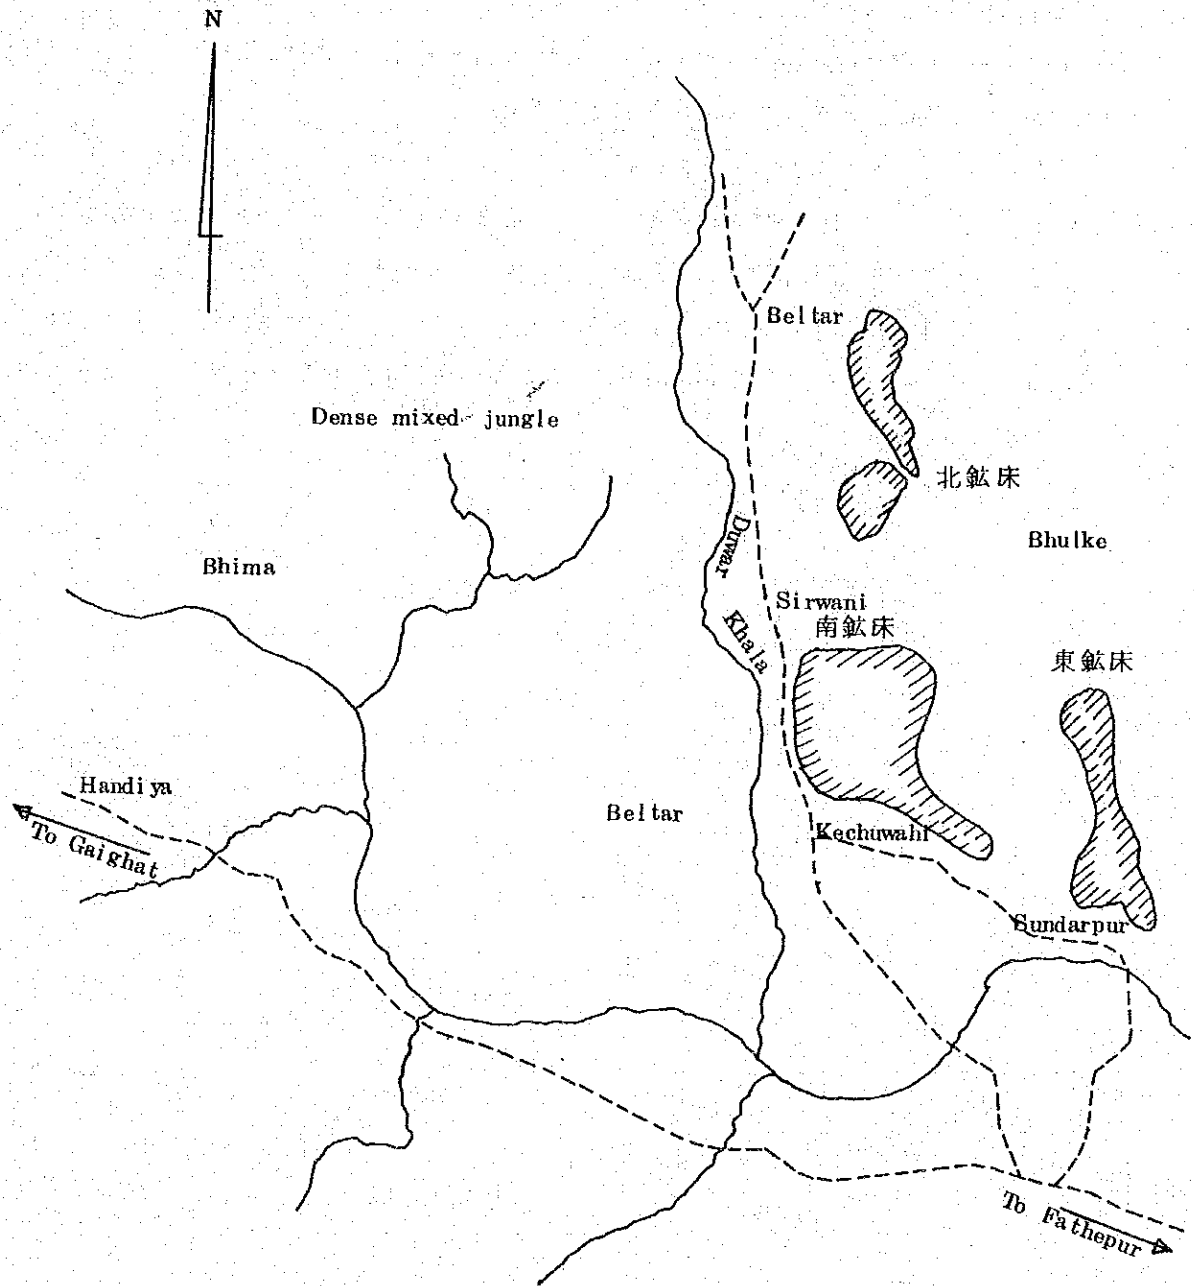 N
Beltar
Dense mixed jungle
北鉱床
Bhulke
Duwar
Bhima
Sirwani
南鉱床
Khala
東鉱床
Handiya
Beltar
To Gaighat
Kechuwahi
Sundarpur
To Fathepur